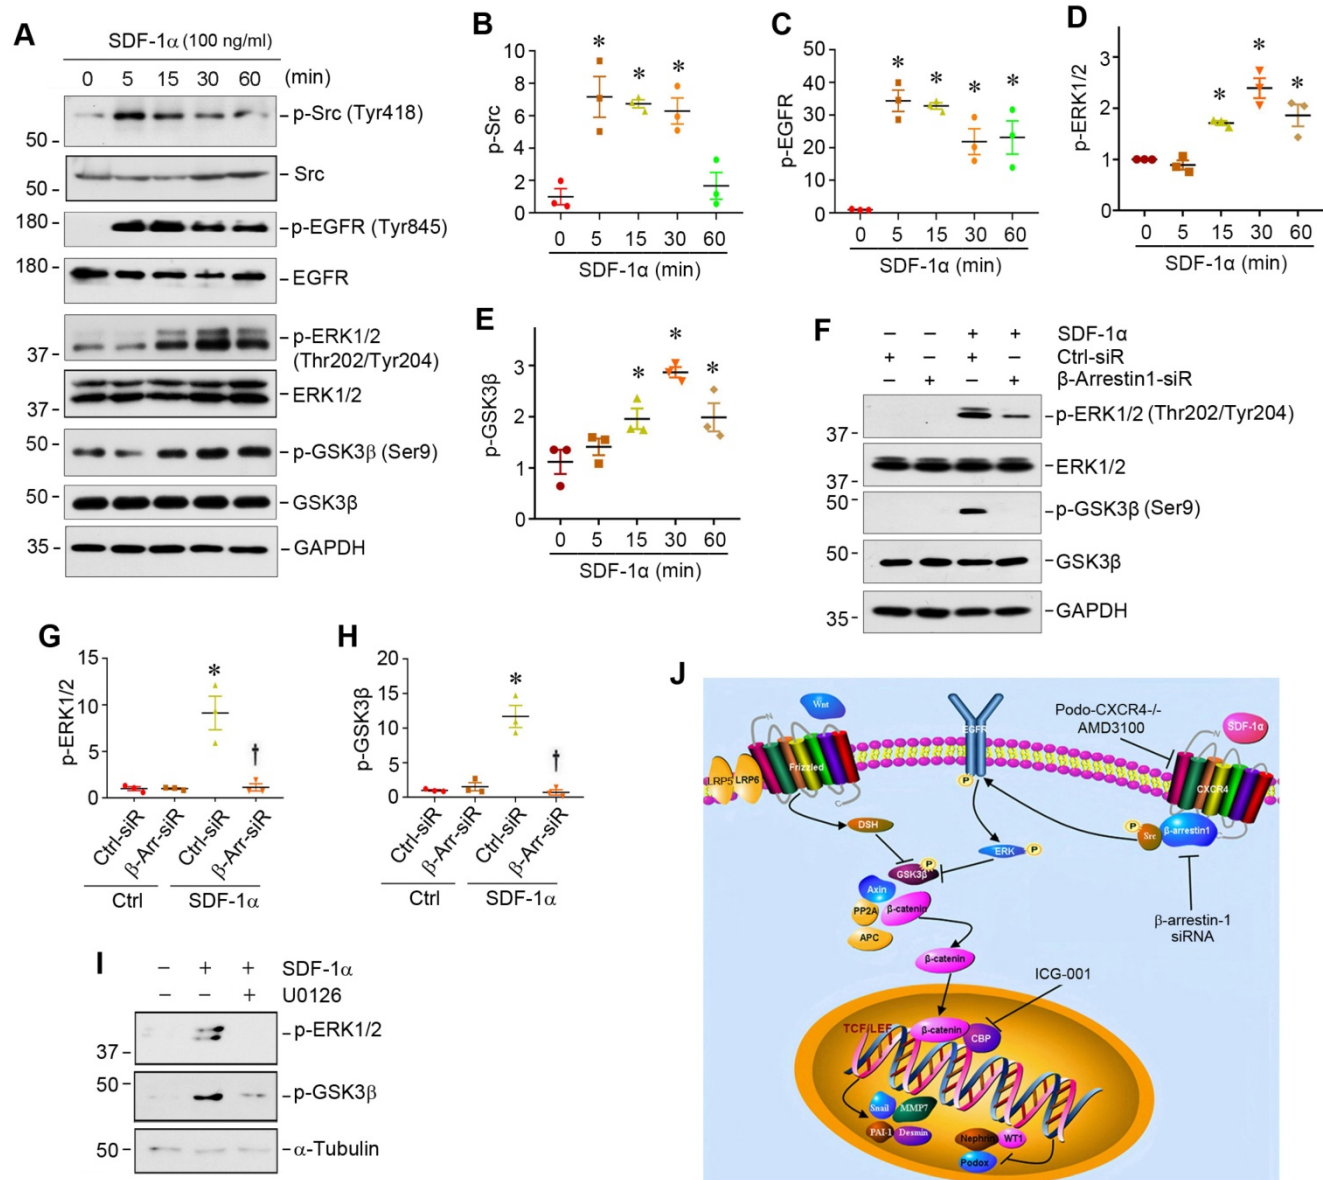 A
SDF-1α (100 ng/ml)
0 5 15 30 60 (min)
50 -
- p-Src (Tyr418)
50 -
- Src
180 -
- p-EGFR (Tyr845)
180 -
- EGFR
37 -
- p-ERK1/2
(Thr202/Tyr204)
37 -
- ERK1/2
50 -
- p-GSK3β (Ser9)
50 -
- GSK3β
35 -
- GAPDH
B
p-Src
10
8
6
4
2
0
* * *
0 5 15 30 60
SDF-1α (min)
C
p-EGFR
50
40
30
20
10
0
* * * *
0 5 15 30 60
SDF-1α (min)
D
p-ERK1/2
3
2
1
0
* * *
0 5 15 30 60
SDF-1α (min)
E
p-GSK3β
3
2
1
0
* * *
0 5 15 30 60
SDF-1α (min)
F
– – + + SDF-1α
+ – + – Ctrl-siR
– + – + β-Arrestin1-siR
37 -
- p-ERK1/2 (Thr202/Tyr204)
37 -
- ERK1/2
50 -
- p-GSK3β (Ser9)
50 -
- GSK3β
35 -
- GAPDH
G
p-ERK1/2
15
10
5
0
* †
Ctrl-siR β-Arr-siR Ctrl-siR β-Arr-siR
Ctrl SDF-1α
H
p-GSK3β
20
15
10
5
0
* †
Ctrl-siR β-Arr-siR Ctrl-siR β-Arr-siR
Ctrl SDF-1α
I
– + + SDF-1α
– – + U0126
37 -
- p-ERK1/2
50 -
- p-GSK3β
50 -
- α-Tubulin
J
Wnt
N
Frizzled
LRP5
LRP6
C
EGFR
P
Podo-CXCR4-/-
AMD3100
SDF-1α
N
CXCR4
C
P
Src
β-arrestin1
DSH
ERK
P
P
GSK3β
Axin
PP2A
β-catenin
APC
β-arrestin-1
siRNA
β-catenin
ICG-001
TCF/LEF
β-catenin
CBP
Snail
MMP7
PAI-1
Desmin
Nephrin
WT1
Podox